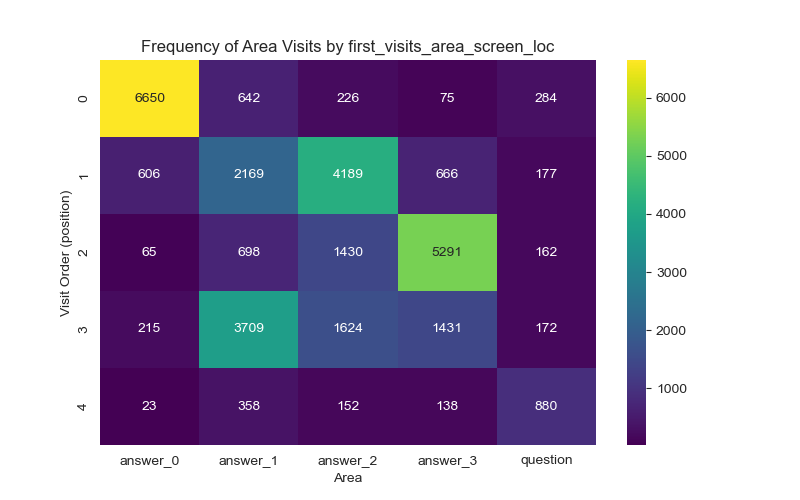 Frequency of Area Visits by first_visits_area_screen_loc
Visit Order (position)
0 6650 642 226 75 284
1 606 2169 4189 666 177
2 65 698 1430 5291 162
3 215 3709 1624 1431 172
4 23 358 152 138 880
answer_0 answer_1 answer_2 answer_3 question
Area
6000
5000
4000
3000
2000
1000